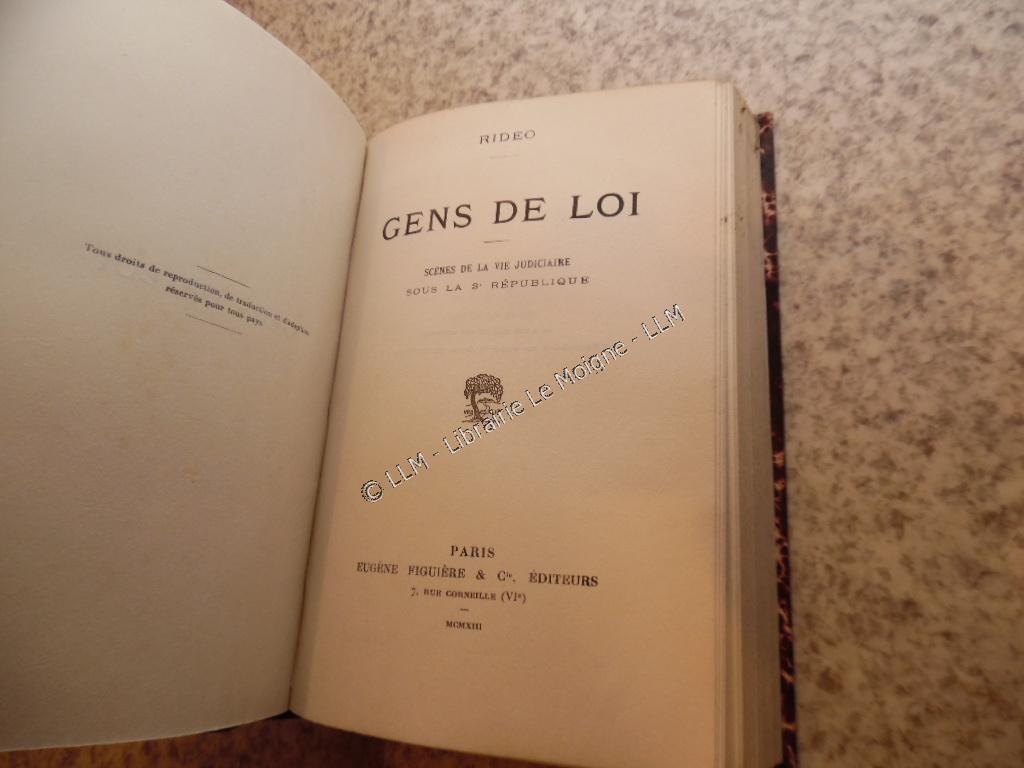 Tous droits de reproduction, de traduction et d'adaption
réservés pour tous pays
RIDEO
GENS DE LOI
SCÈNES DE LA VIE JUDICIAIRE
SOUS LA 3e RÉPUBLIQUE
© LLM - Librairie Le Moigne - LLM
PARIS
EUGÈNE FIGUIÈRE & Cie, ÉDITEURS
7, RUE CORNEILLE (VIe)
MCMXIII